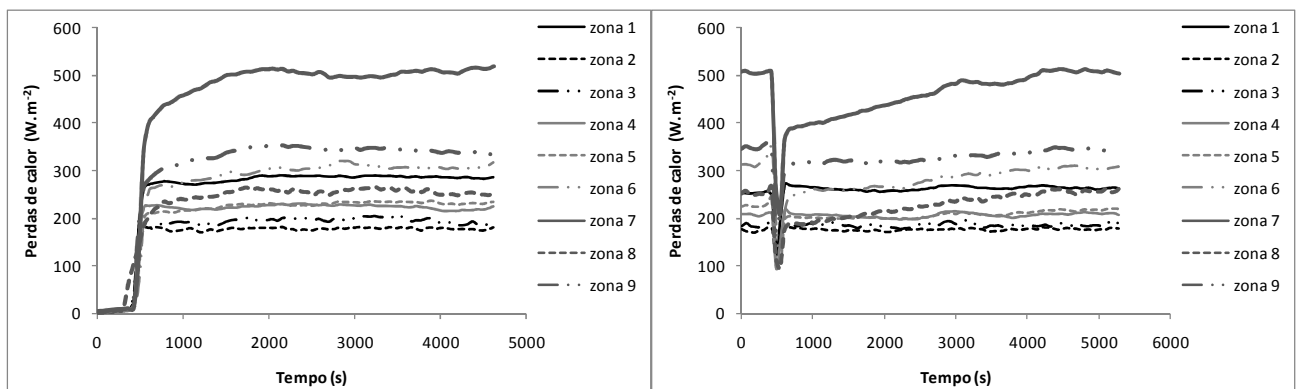 600
500
400
300
200
100
0
Perdas de calor (W.m-2)
0 1000 2000 3000 4000 5000
Tempo (s)
zona 1
zona 2
zona 3
zona 4
zona 5
zona 6
zona 7
zona 8
zona 9
600
500
400
300
200
100
0
Perdas de calor (W.m-2)
0 1000 2000 3000 4000 5000 6000
Tempo (s)
zona 1
zona 2
zona 3
zona 4
zona 5
zona 6
zona 7
zona 8
zona 9